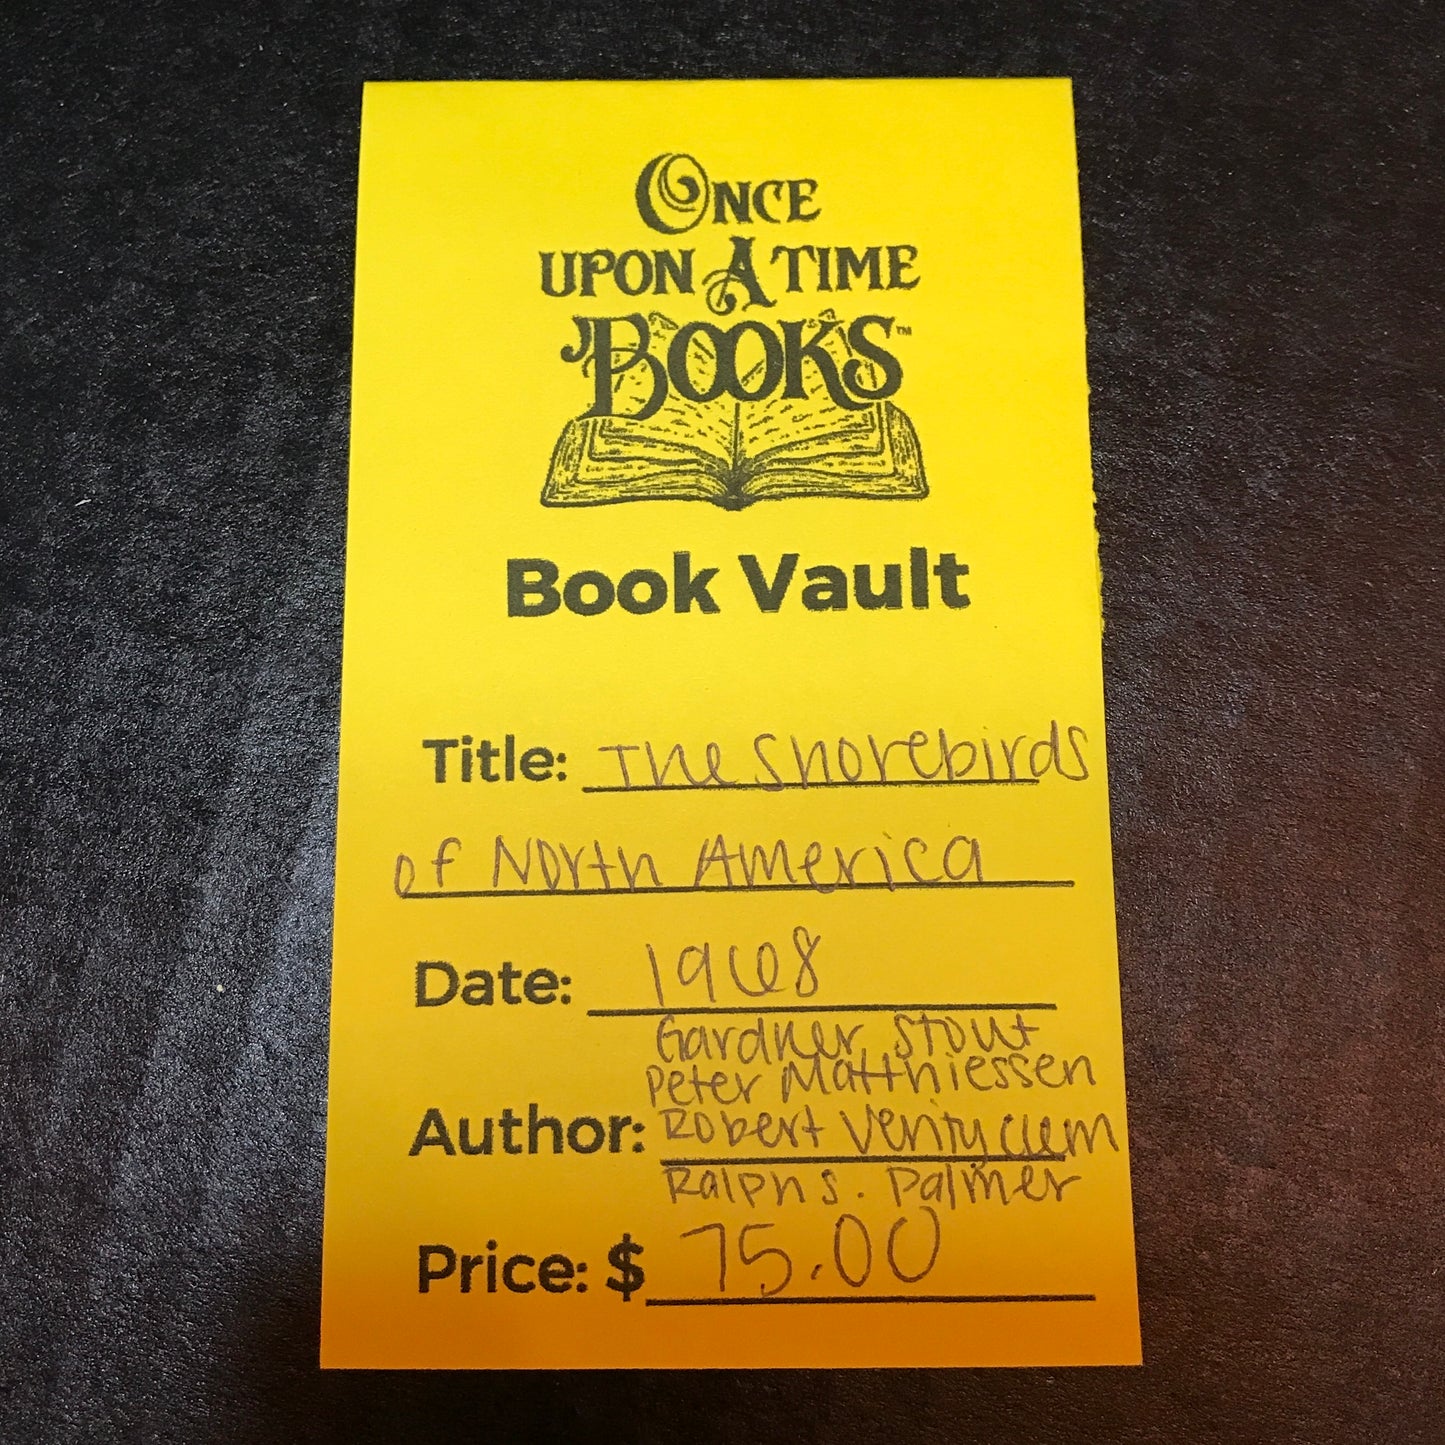 ONCE
UPON A TIME
BOOKS™
Book Vault
Title: The Shorebirds
of North America
Date: 1968
Gardner Stout
Peter Matthiessen
Author: Robert Verity Clem
Ralph S. Palmer
Price: $ 75.00